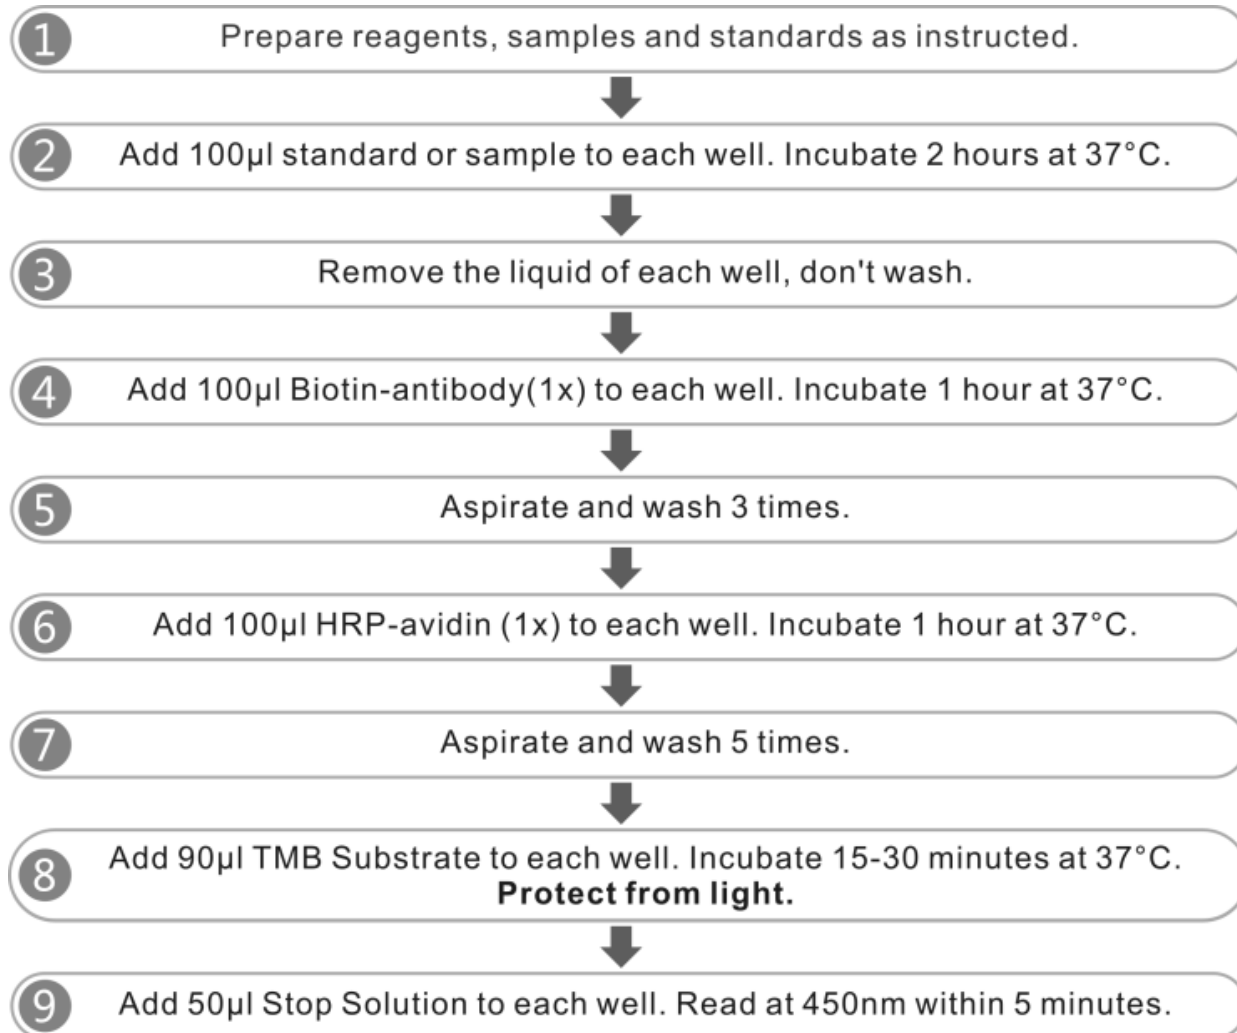 1 Prepare reagents, samples and standards as instructed.
2 Add 100µl standard or sample to each well. Incubate 2 hours at 37°C.
3 Remove the liquid of each well, don't wash.
4 Add 100µl Biotin-antibody(1x) to each well. Incubate 1 hour at 37°C.
5 Aspirate and wash 3 times.
6 Add 100µl HRP-avidin (1x) to each well. Incubate 1 hour at 37°C.
7 Aspirate and wash 5 times.
8 Add 90µl TMB Substrate to each well. Incubate 15-30 minutes at 37°C.
Protect from light.
9 Add 50µl Stop Solution to each well. Read at 450nm within 5 minutes.